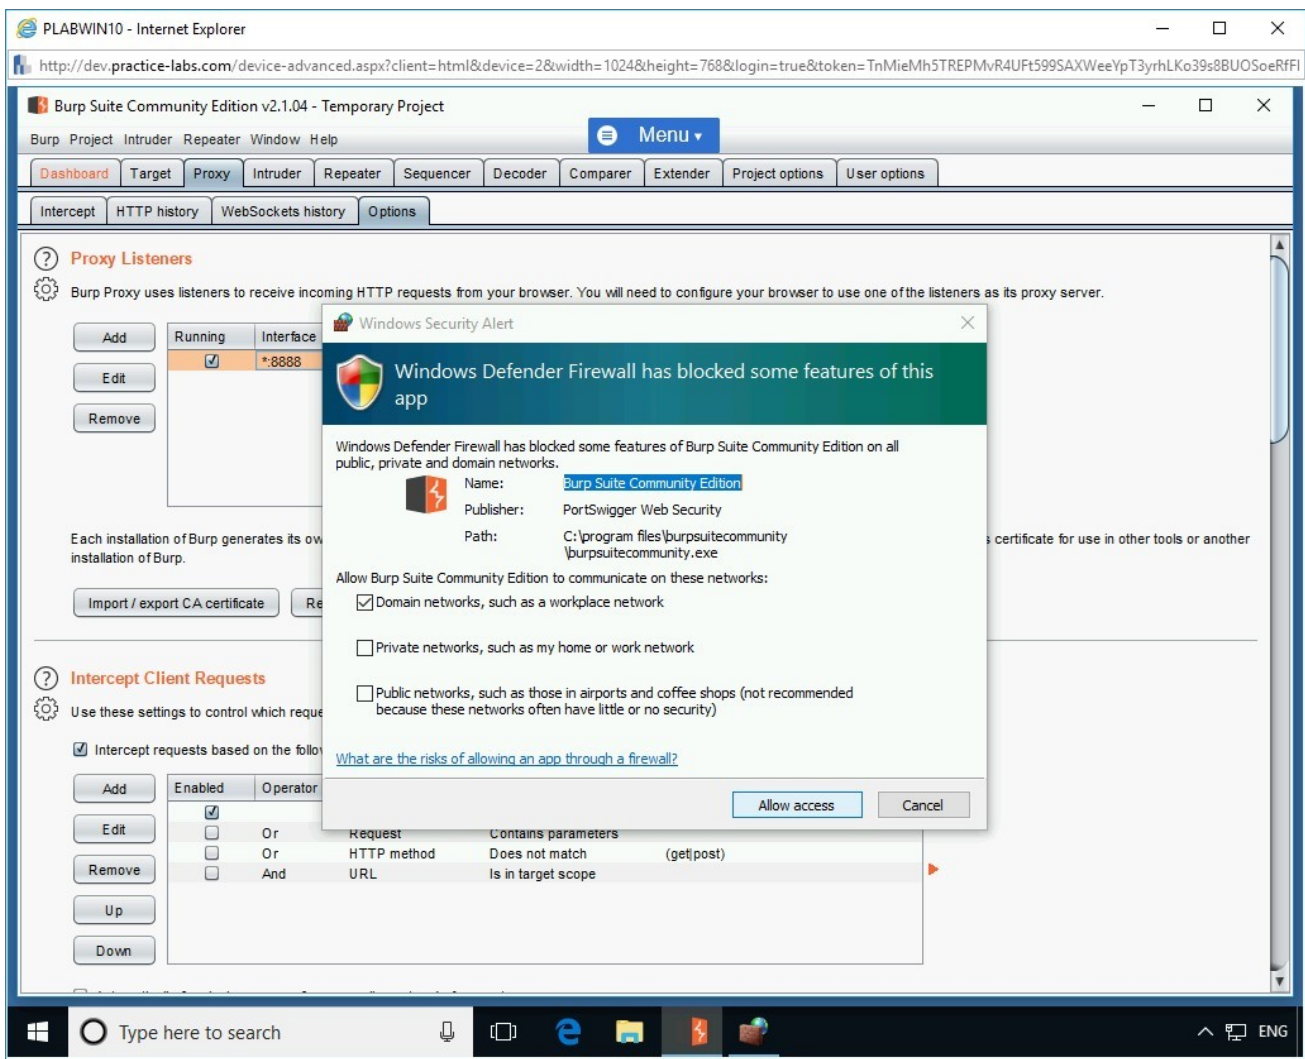 PLABWIN10 - Internet Explorer
http://dev.practice-labs.com/device-advanced.aspx?client=html&device=2&width=1024&height=768&login=true&token=TnMieMh5TREPMvR4UFt599SAXWeeYpT3yrhLKo39s8BUOSoeRfFl
Burp Suite Community Edition v2.1.04 - Temporary Project
Menu
Burp Project Intruder Repeater Window Help
Dashboard Target Proxy Intruder Repeater Sequencer Decoder Comparer Extender Project options User options
Intercept HTTP history WebSockets history Options
? Proxy Listeners
Burp Proxy uses listeners to receive incoming HTTP requests from your browser. You will need to configure your browser to use one of the listeners as its proxy server.
Add Running Interface
*:8888
Edit
Remove
Windows Security Alert
Windows Defender Firewall has blocked some features of this
app
Windows Defender Firewall has blocked some features of Burp Suite Community Edition on all
public, private and domain networks.
Name: Burp Suite Community Edition
Publisher: PortSwigger Web Security
Path: C:\program files\burpsuitecommunity
\burpsuitecommunity.exe
Allow Burp Suite Community Edition to communicate on these networks:
Domain networks, such as a workplace network
Private networks, such as my home or work network
Public networks, such as those in airports and coffee shops (not recommended
because these networks often have little or no security)
What are the risks of allowing an app through a firewall?
Allow access Cancel
Each installation of Burp generates its ow
s certificate for use in other tools or another
installation of Burp.
Import / export CA certificate Re
? Intercept Client Requests
Use these settings to control which reque
Intercept requests based on the follov
Add Enabled Operator
Edit Or Request Contains parameters
Or HTTP method Does not match (get|post)
Remove And URL Is in target scope
Up
Down
Type here to search
ENG